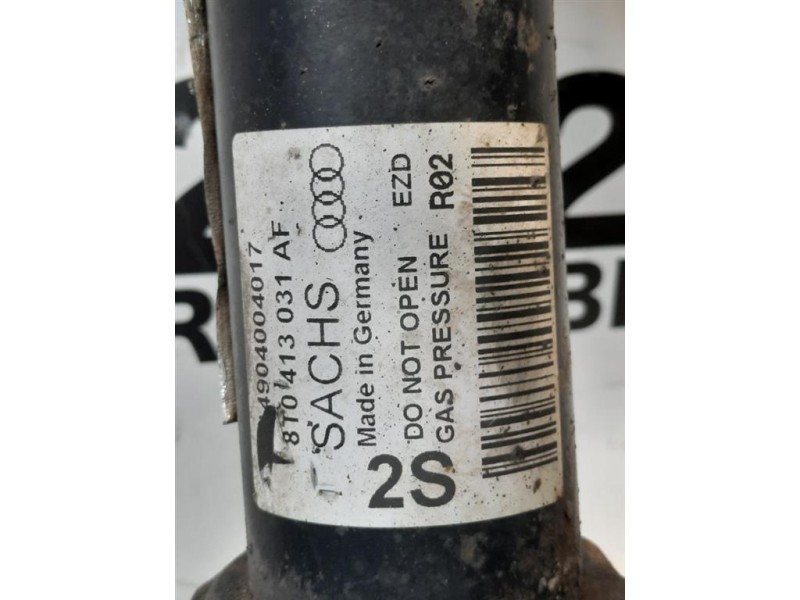 4904004017
8T0 413 031 AF
SACHS
Made in Germany
2S
DO NOT OPEN EZD
GAS PRESSURE R02